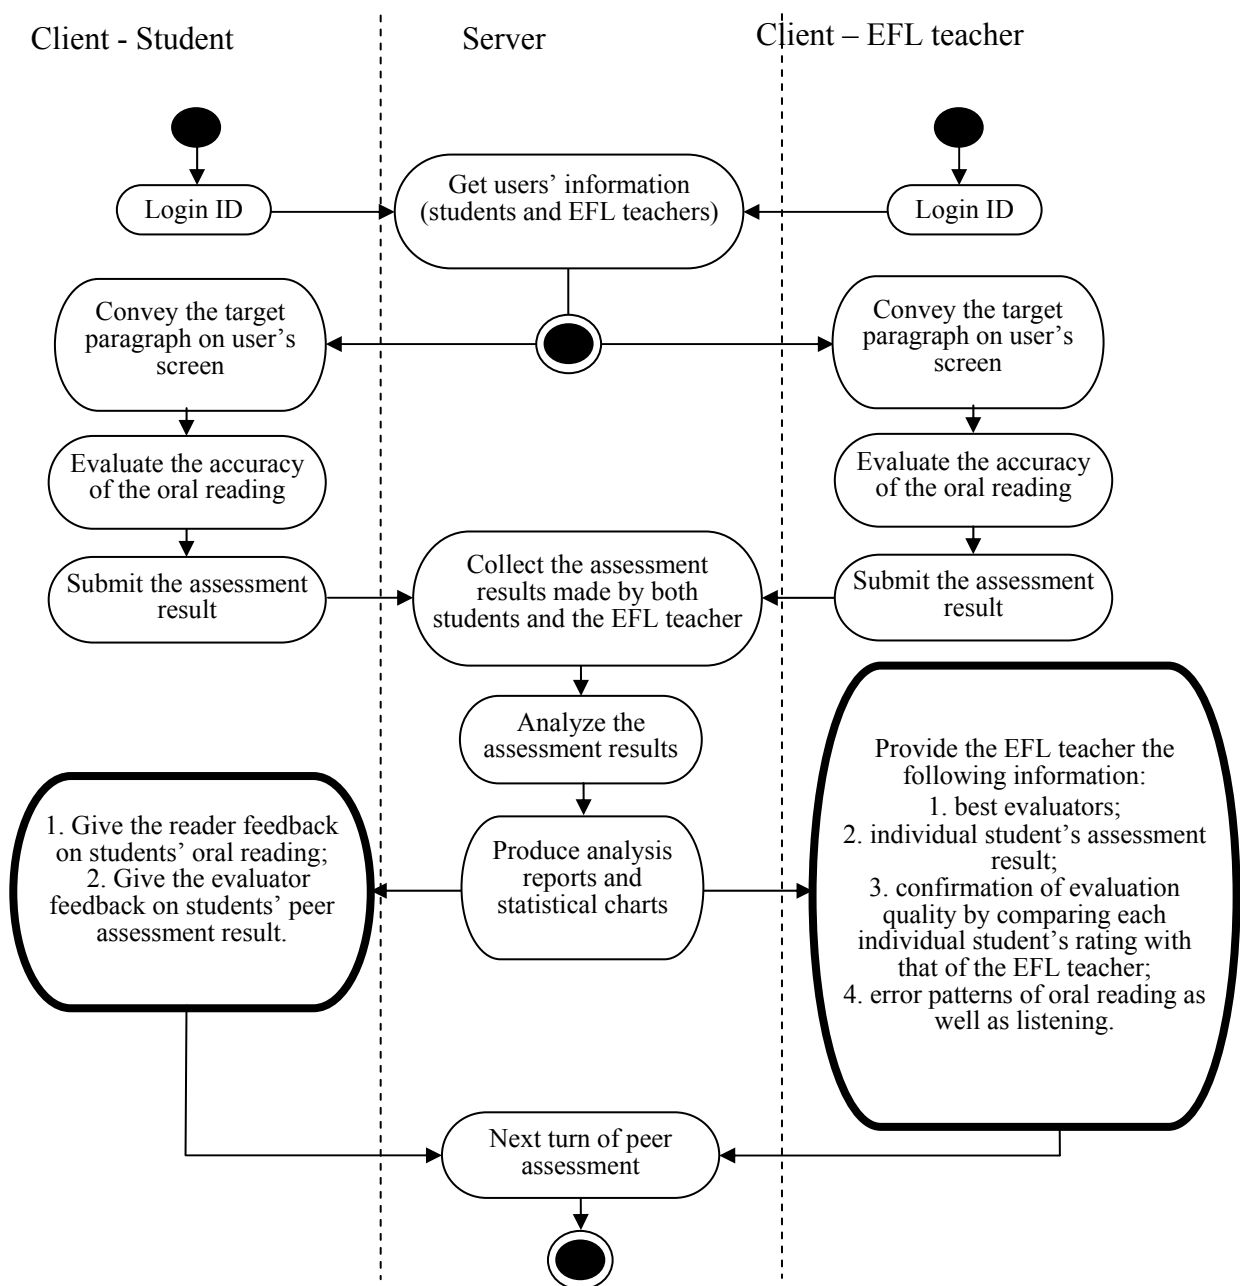 Client - Student
Server
Client – EFL teacher
Login ID
Get users’ information
(students and EFL teachers)
Login ID
Convey the target
paragraph on user’s
screen
Convey the target
paragraph on user’s
screen
Evaluate the accuracy
of the oral reading
Evaluate the accuracy
of the oral reading
Submit the assessment
result
Collect the assessment
results made by both
students and the EFL teacher
Submit the assessment
result
Analyze the
assessment results
Produce analysis
reports and
statistical charts
1. Give the reader feedback
on students’ oral reading;
2. Give the evaluator
feedback on students’ peer
assessment result.
Provide the EFL teacher the
following information:
1. best evaluators;
2. individual student’s assessment
result;
3. confirmation of evaluation
quality by comparing each
individual student’s rating with
that of the EFL teacher;
4. error patterns of oral reading as
well as listening.
Next turn of peer
assessment